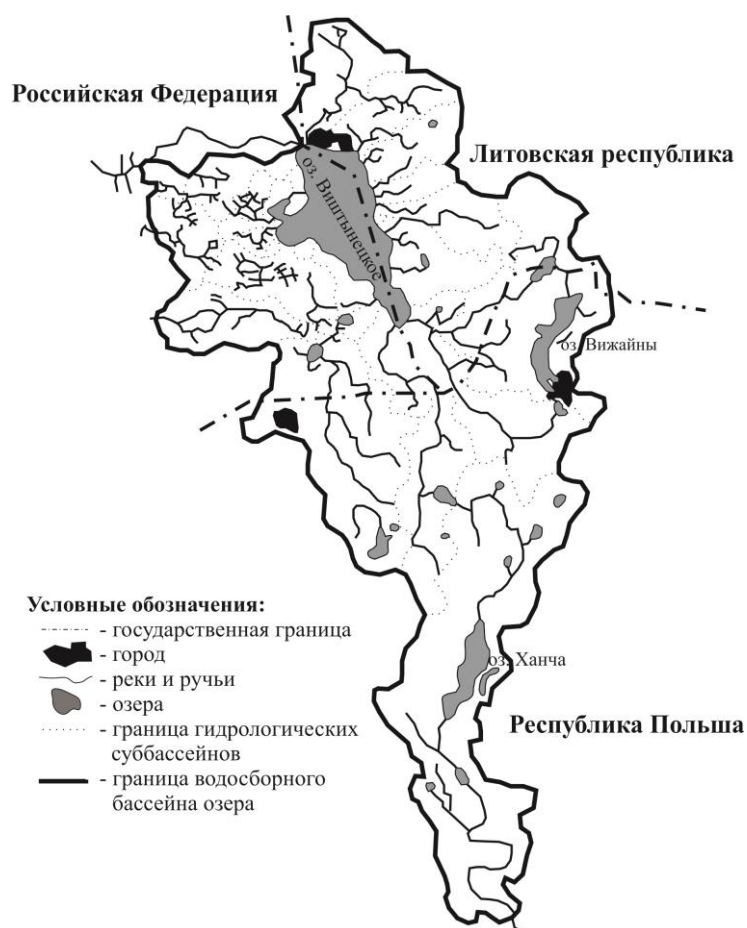 Российская Федерация
Литовская республика
оз. Виштынецкое
оз. Вижайны
Условные обозначения:
- государственная граница
- город
- реки и ручьи
- озера
- граница гидрологических
суббассейнов
- граница водосборного
бассейна озера
оз. Ханча
Республика Польша